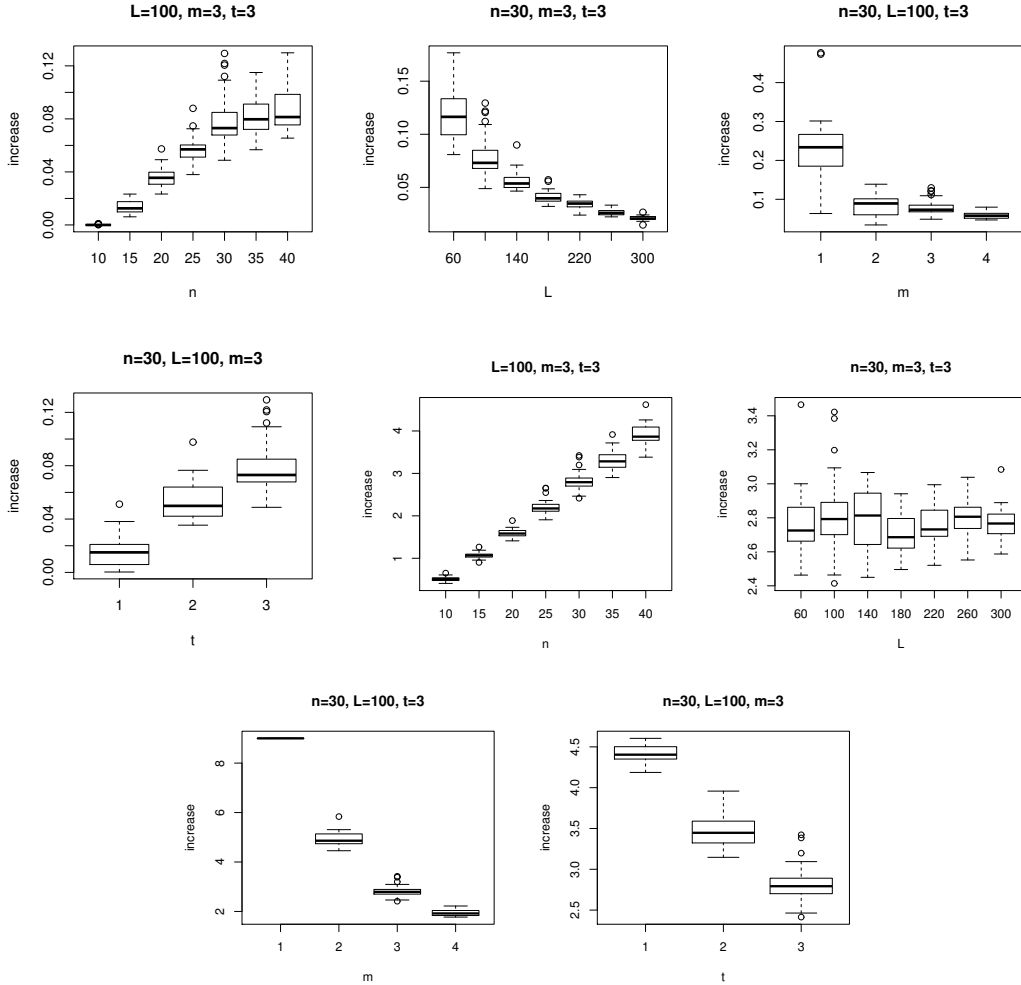 L=100, m=3, t=3
increase
0.00 0.04 0.08 0.12
10 15 20 25 30 35 40
n
n=30, m=3, t=3
increase
0.05 0.10 0.15
60 140 220 300
L
n=30, L=100, t=3
increase
0.1 0.2 0.3 0.4
1 2 3 4
m
n=30, L=100, m=3
increase
0.00 0.04 0.08 0.12
1 2 3
t
L=100, m=3, t=3
increase
1 2 3 4
10 15 20 25 30 35 40
n
n=30, m=3, t=3
increase
2.4 2.6 2.8 3.0 3.2 3.4
60 100 140 180 220 260 300
L
n=30, L=100, t=3
increase
2 4 6 8
1 2 3 4
m
n=30, L=100, m=3
increase
2.5 3.0 3.5 4.0 4.5
1 2 3
t